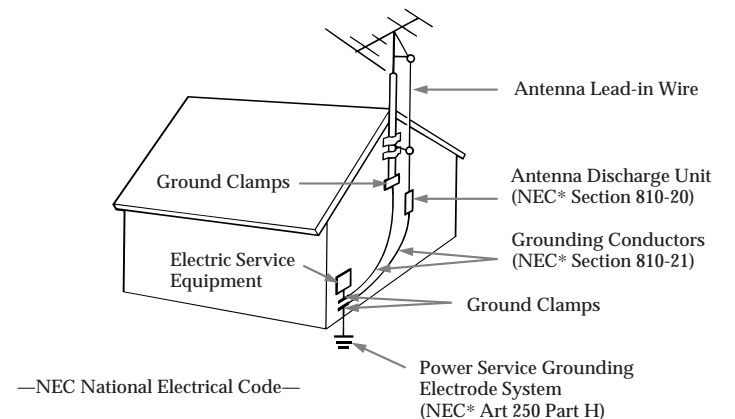 Antenna Lead-in Wire
Ground Clamps
Antenna Discharge Unit
(NEC* Section 810-20)
Electric Service
Equipment
Grounding Conductors
(NEC* Section 810-21)
Ground Clamps
Power Service Grounding
Electrode System
(NEC* Art 250 Part H)
—NEC National Electrical Code—